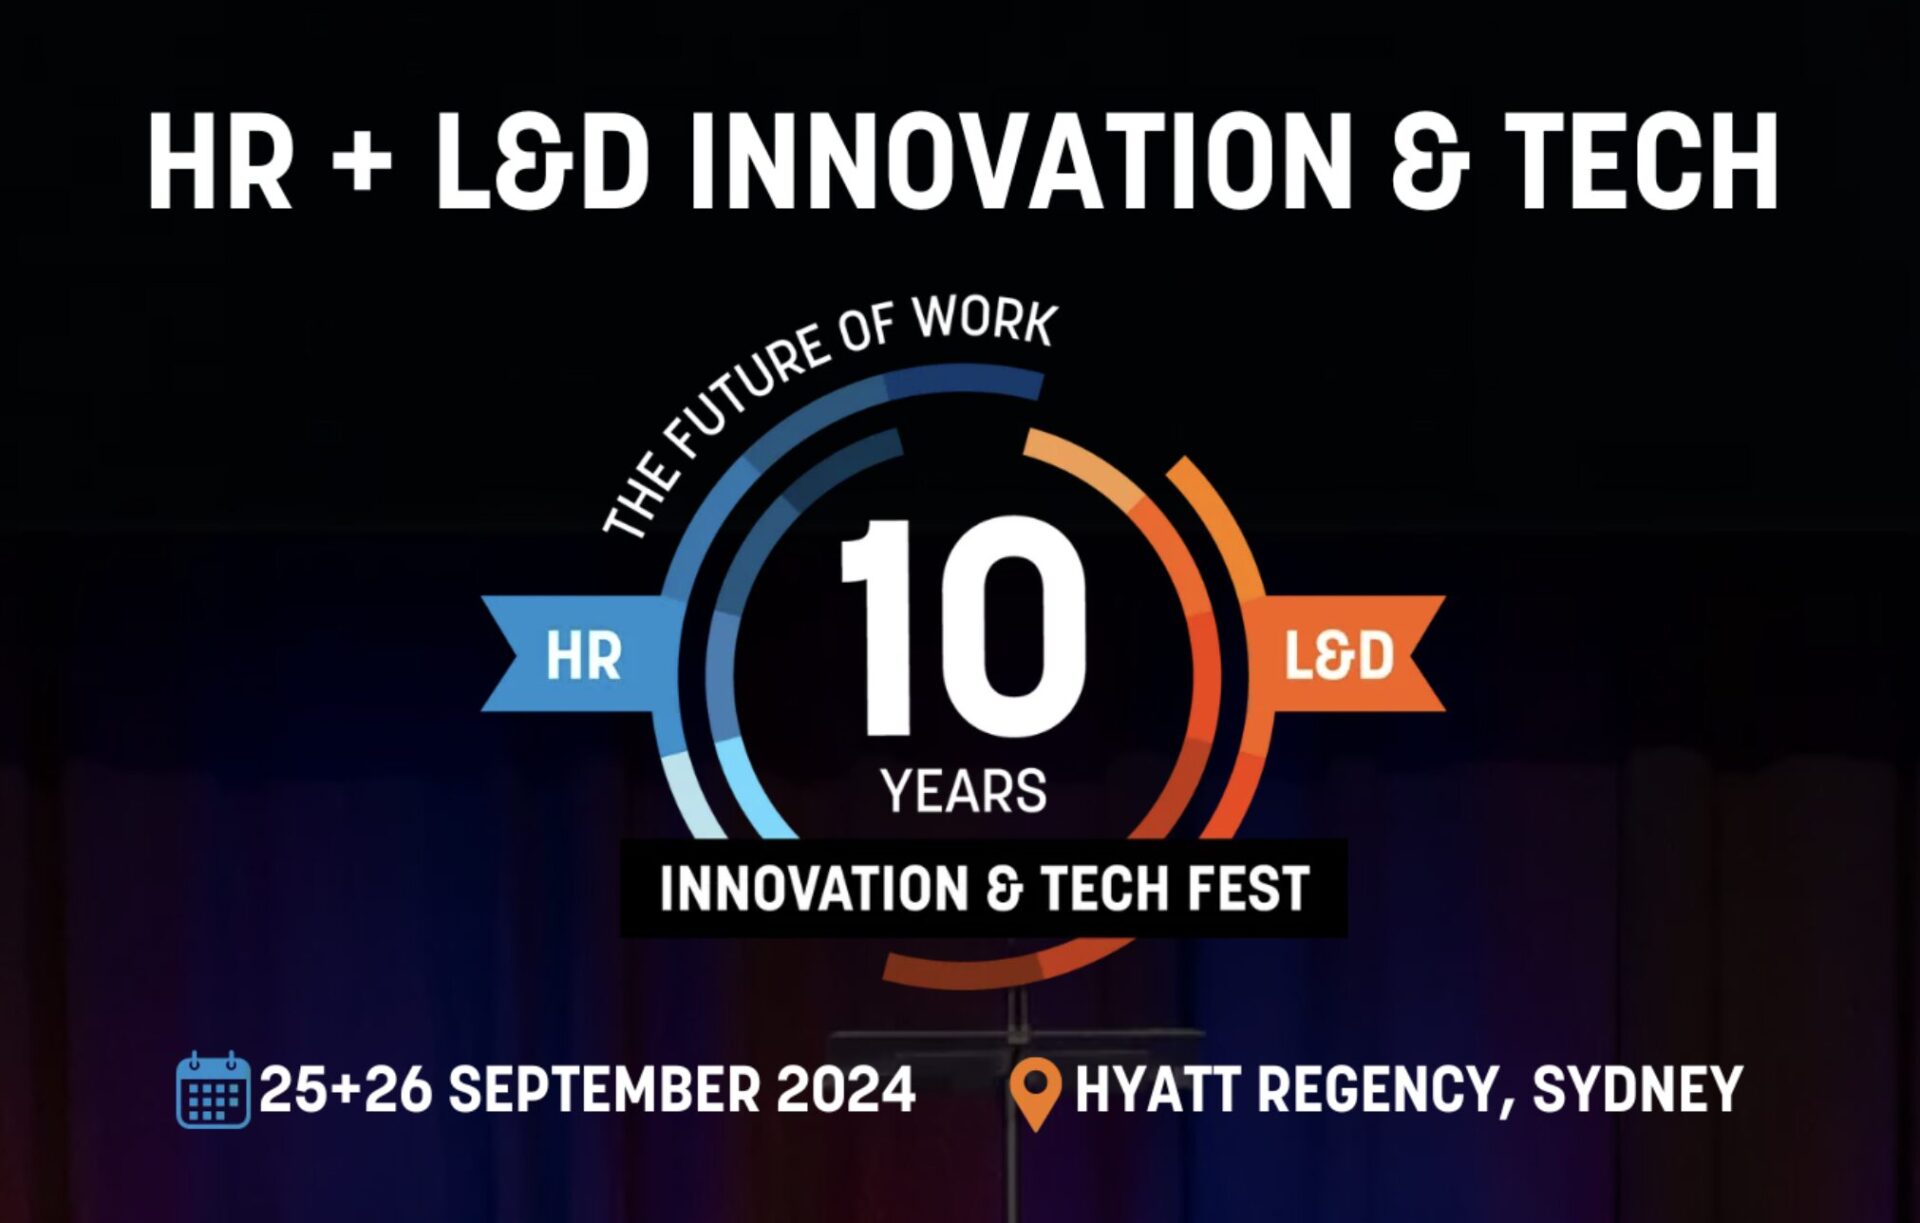 HR + L&D INNOVATION & TECH
THE FUTURE OF WORK
HR
10
L&D
YEARS
INNOVATION & TECH FEST
25+26 SEPTEMBER 2024
HYATT REGENCY, SYDNEY